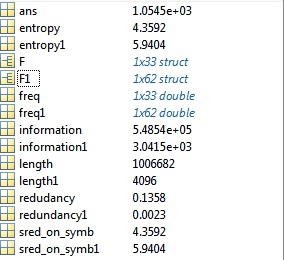 ans 1.0545e+03
entropy 4.3592
entropy1 5.9404
F 1x33 struct
F1 1x62 struct
freq 1x33 double
freq1 1x62 double
information 5.4854e+05
information1 3.0415e+03
length 1006682
length1 4096
redudancy 0.1358
redundancy1 0.0023
sred_on_symb 4.3592
sred_on_symb1 5.9404